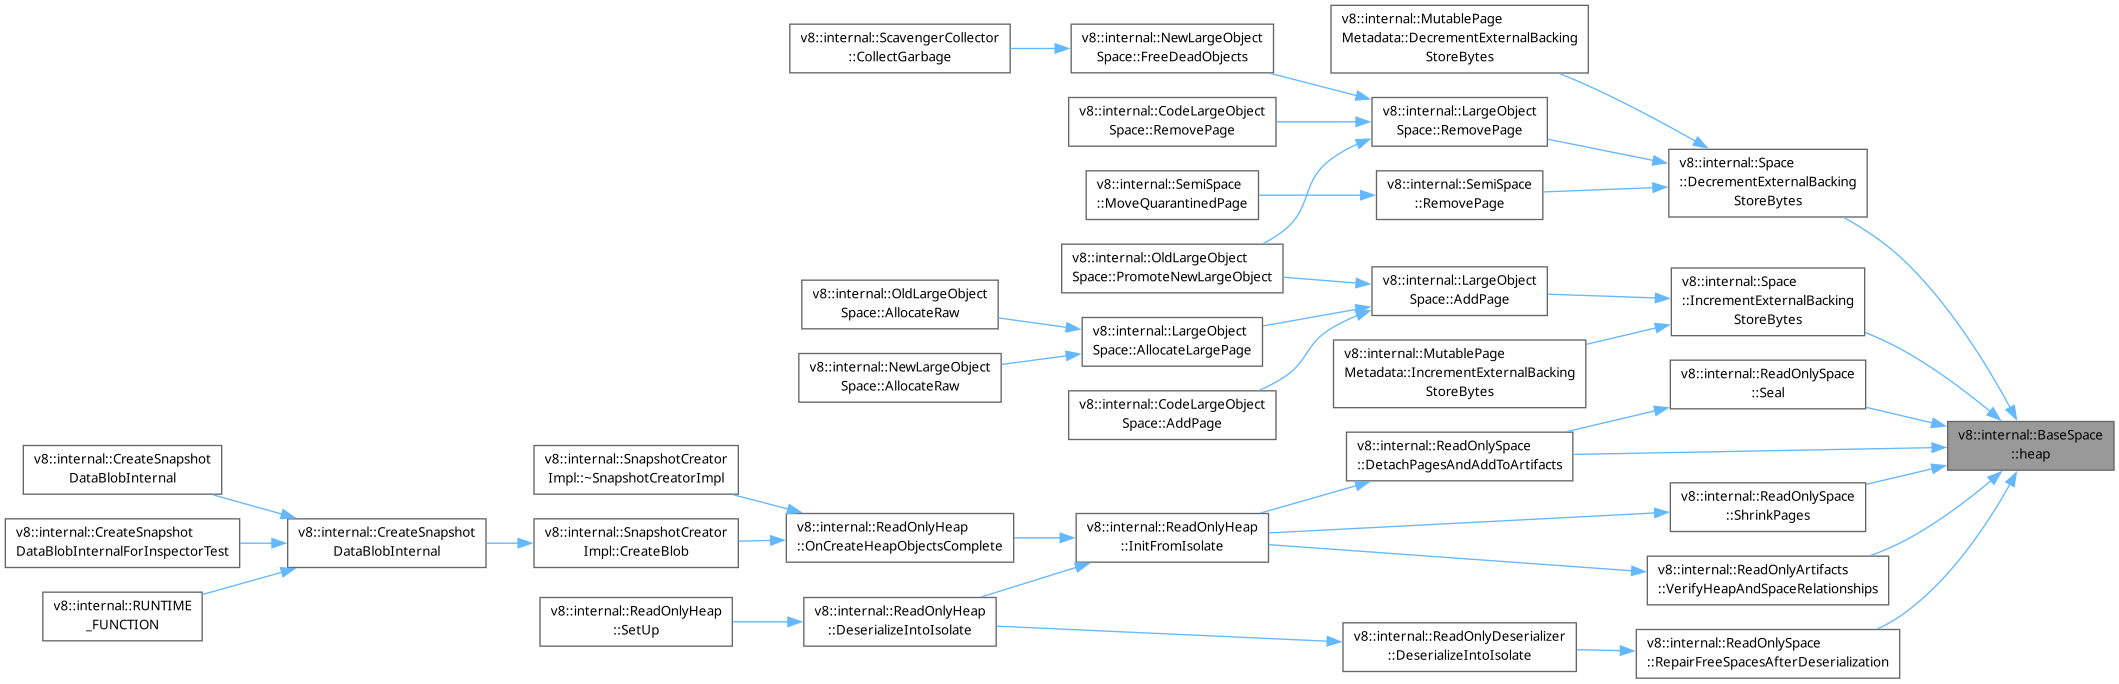 v8::internal::MutablePage
Metadata::DecrementExternalBacking
StoreBytes
v8::internal::ScavengerCollector
::CollectGarbage
v8::internal::NewLargeObject
Space::FreeDeadObjects
v8::internal::CodeLargeObject
Space::RemovePage
v8::internal::LargeObject
Space::RemovePage
v8::internal::Space
::DecrementExternalBacking
StoreBytes
v8::internal::SemiSpace
::MoveQuarantinedPage
v8::internal::SemiSpace
::RemovePage
v8::internal::OldLargeObject
Space::PromoteNewLargeObject
v8::internal::LargeObject
Space::AddPage
v8::internal::Space
::IncrementExternalBacking
StoreBytes
v8::internal::OldLargeObject
Space::AllocateRaw
v8::internal::LargeObject
Space::AllocateLargePage
v8::internal::NewLargeObject
Space::AllocateRaw
v8::internal::MutablePage
Metadata::IncrementExternalBacking
StoreBytes
v8::internal::ReadOnlySpace
::Seal
v8::internal::CodeLargeObject
Space::AddPage
v8::internal::BaseSpace
::heap
v8::internal::ReadOnlySpace
::DetachPagesAndAddToArtifacts
v8::internal::CreateSnapshot
DataBlobInternal
v8::internal::SnapshotCreator
Impl::~SnapshotCreatorImpl
v8::internal::ReadOnlySpace
::ShrinkPages
v8::internal::CreateSnapshot
DataBlobInternalForInspectorTest
v8::internal::CreateSnapshot
DataBlobInternal
v8::internal::SnapshotCreator
Impl::CreateBlob
v8::internal::ReadOnlyHeap
::OnCreateHeapObjectsComplete
v8::internal::ReadOnlyHeap
::InitFromIsolate
v8::internal::ReadOnlyArtifacts
::VerifyHeapAndSpaceRelationships
v8::internal::RUNTIME
_FUNCTION
v8::internal::ReadOnlyHeap
::SetUp
v8::internal::ReadOnlyHeap
::DeserializeIntoIsolate
v8::internal::ReadOnlyDeserializer
::DeserializeIntoIsolate
v8::internal::ReadOnlySpace
::RepairFreeSpacesAfterDeserialization